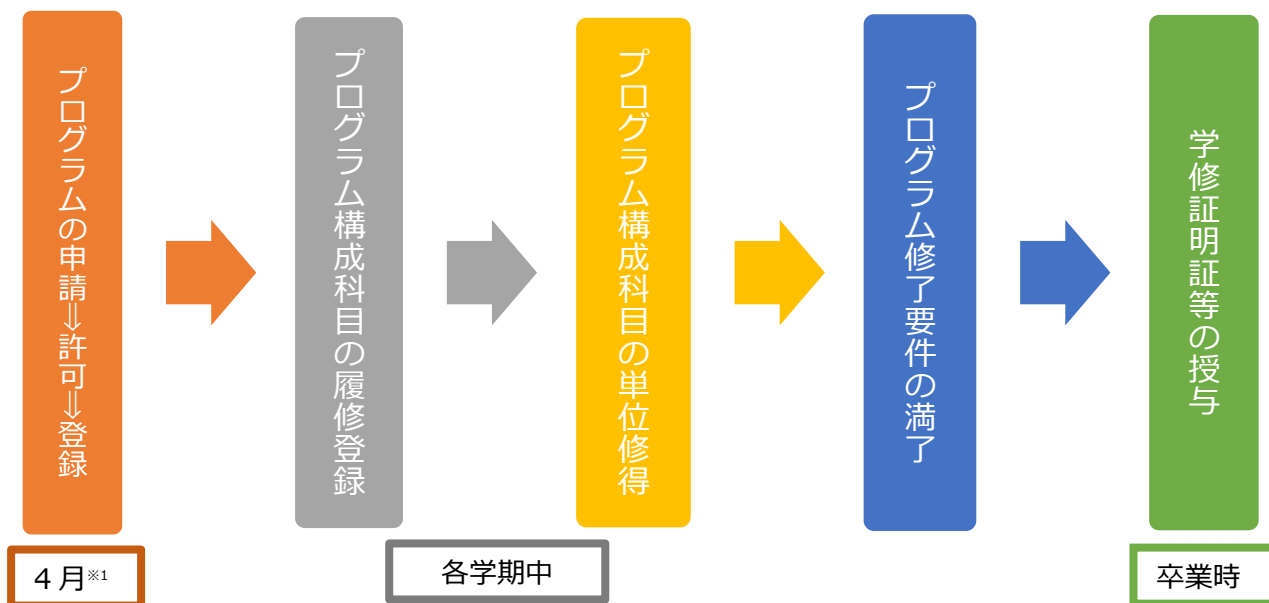 プログラムの申請⇒許可⇒登録
プログラム構成科目の履修登録
プログラム構成科目の単位修得
プログラム修了要件の満了
学修証明証等の授与
４月※1
各学期中
卒業時